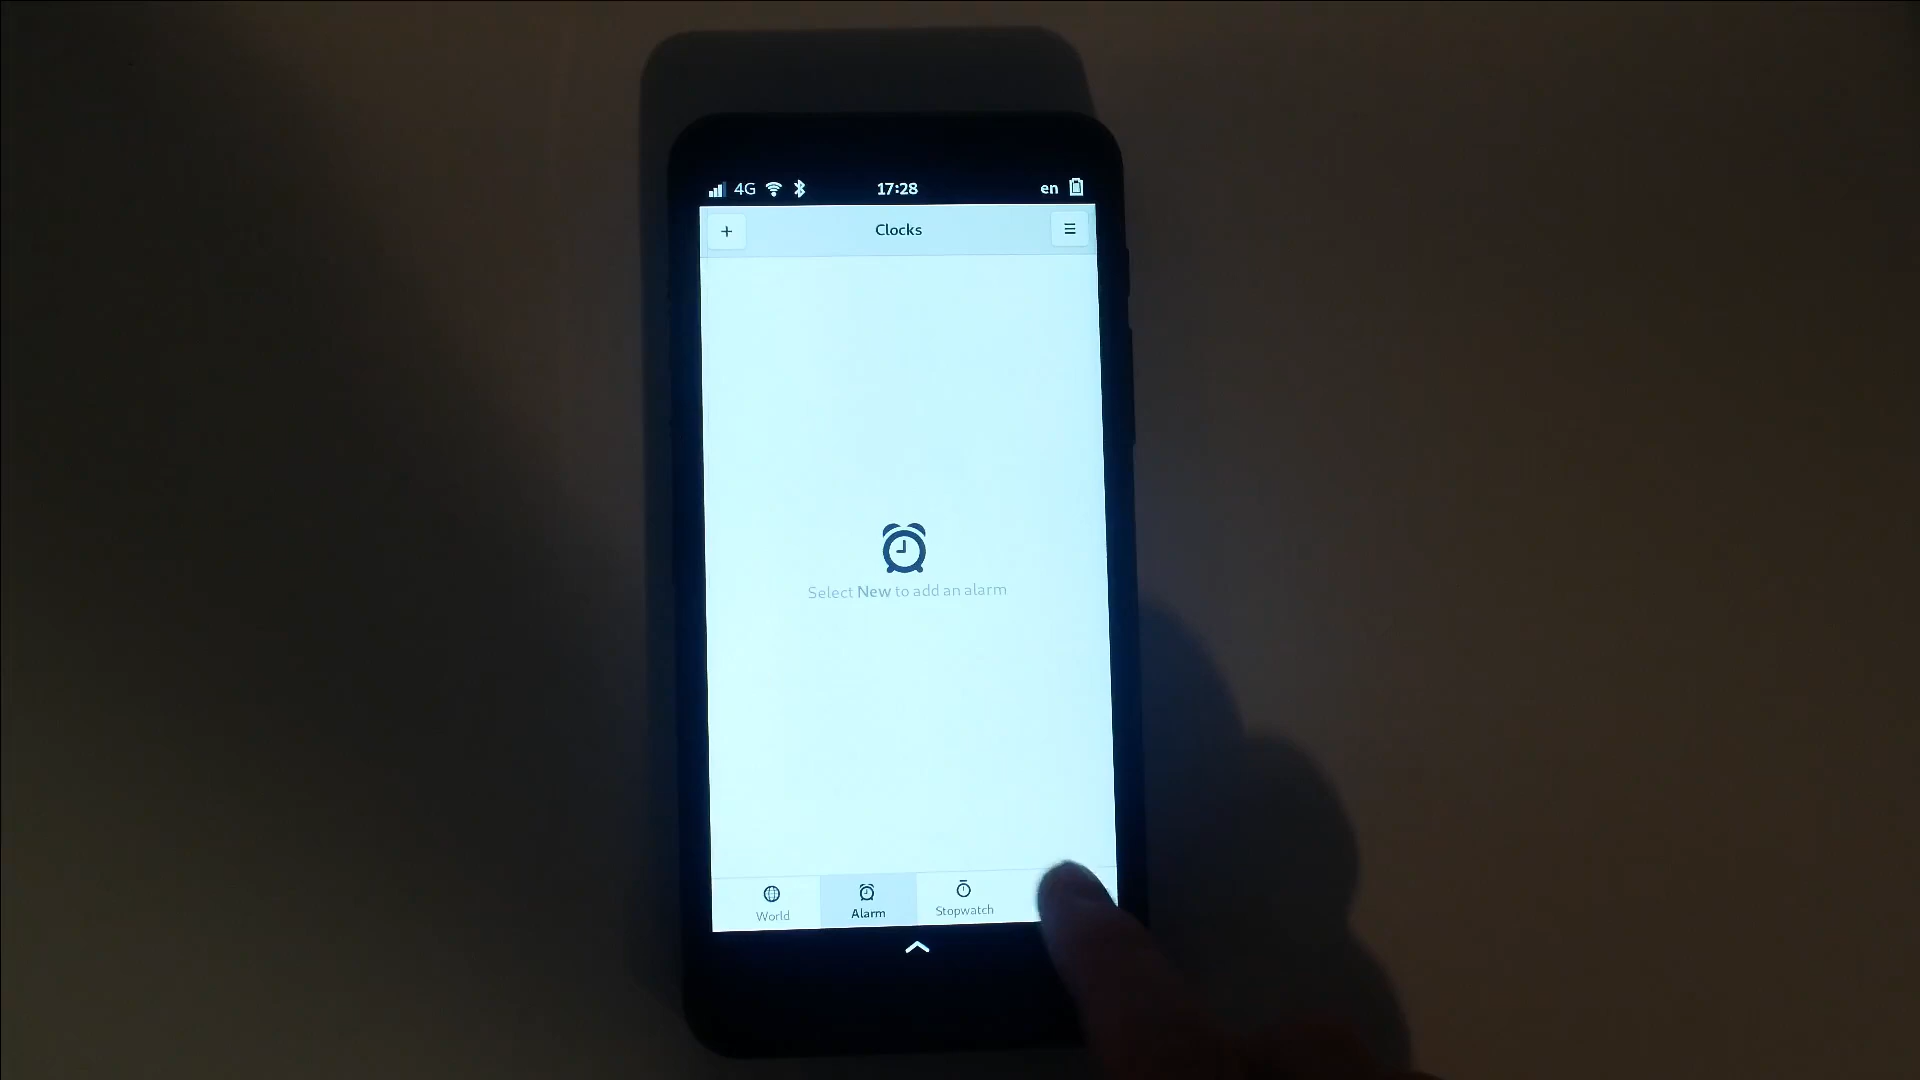 4G 17:28 en
+ Clocks
Select New to add an alarm
World Alarm Stopwatch